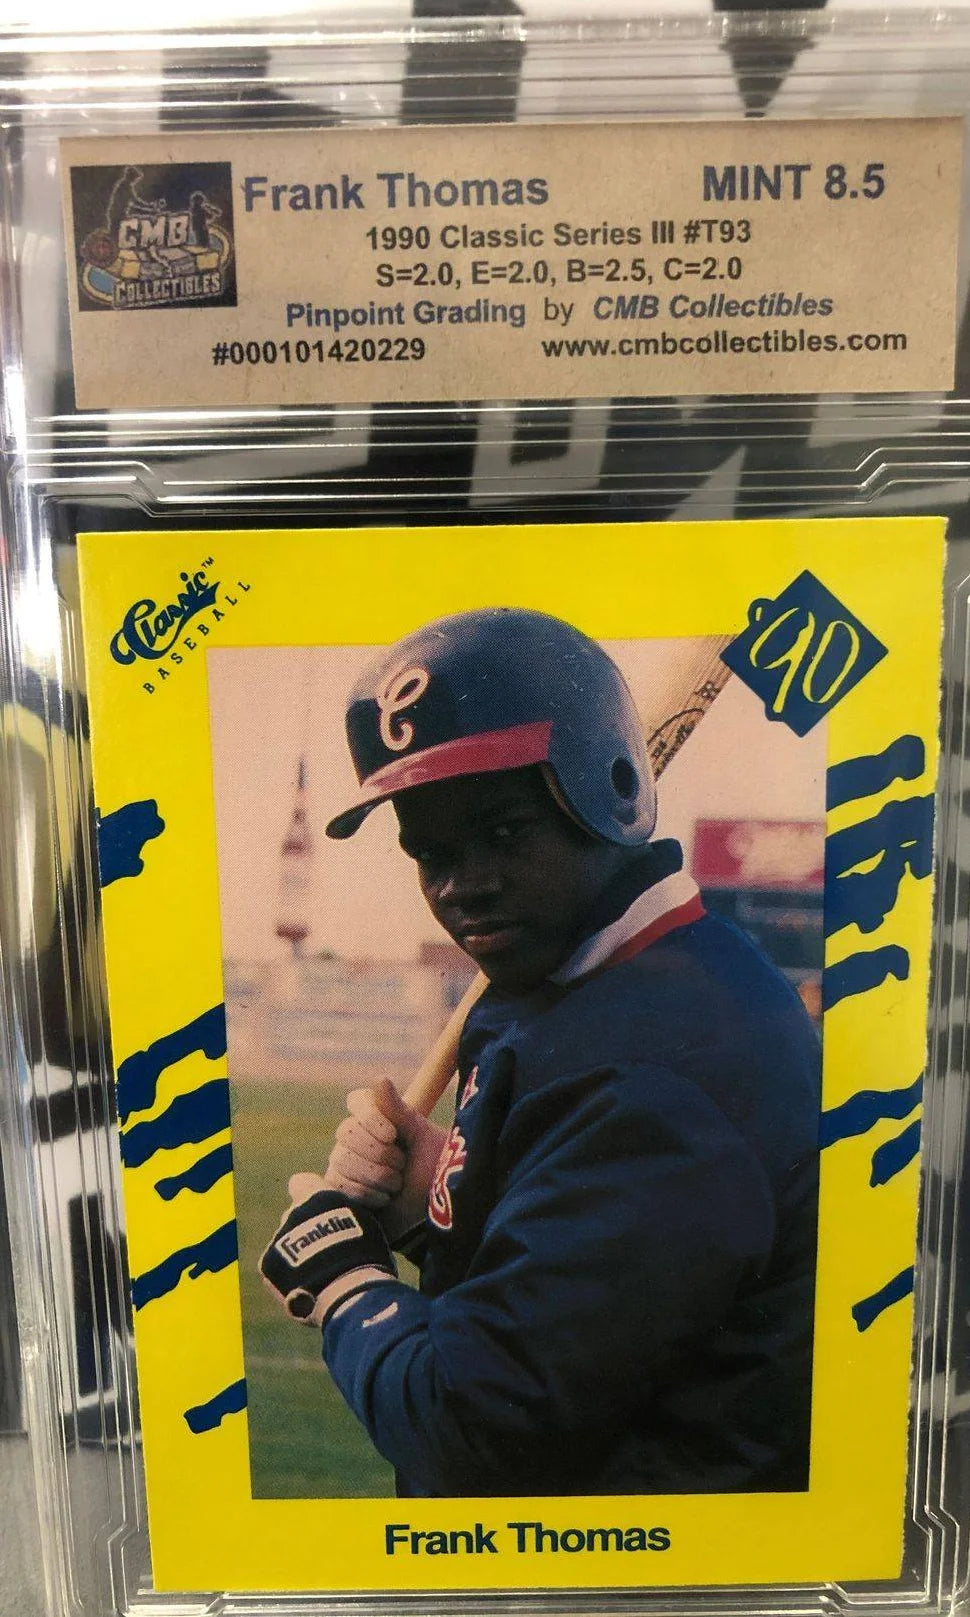 CMB
COLLECTIBLES
Frank Thomas MINT 8.5
1990 Classic Series III #T93
S=2.0, E=2.0, B=2.5, C=2.0
Pinpoint Grading by CMB Collectibles
#000101420229 www.cmbcollectibles.com
Classic™
BASEBALL
90
C
Franklin
Frank Thomas